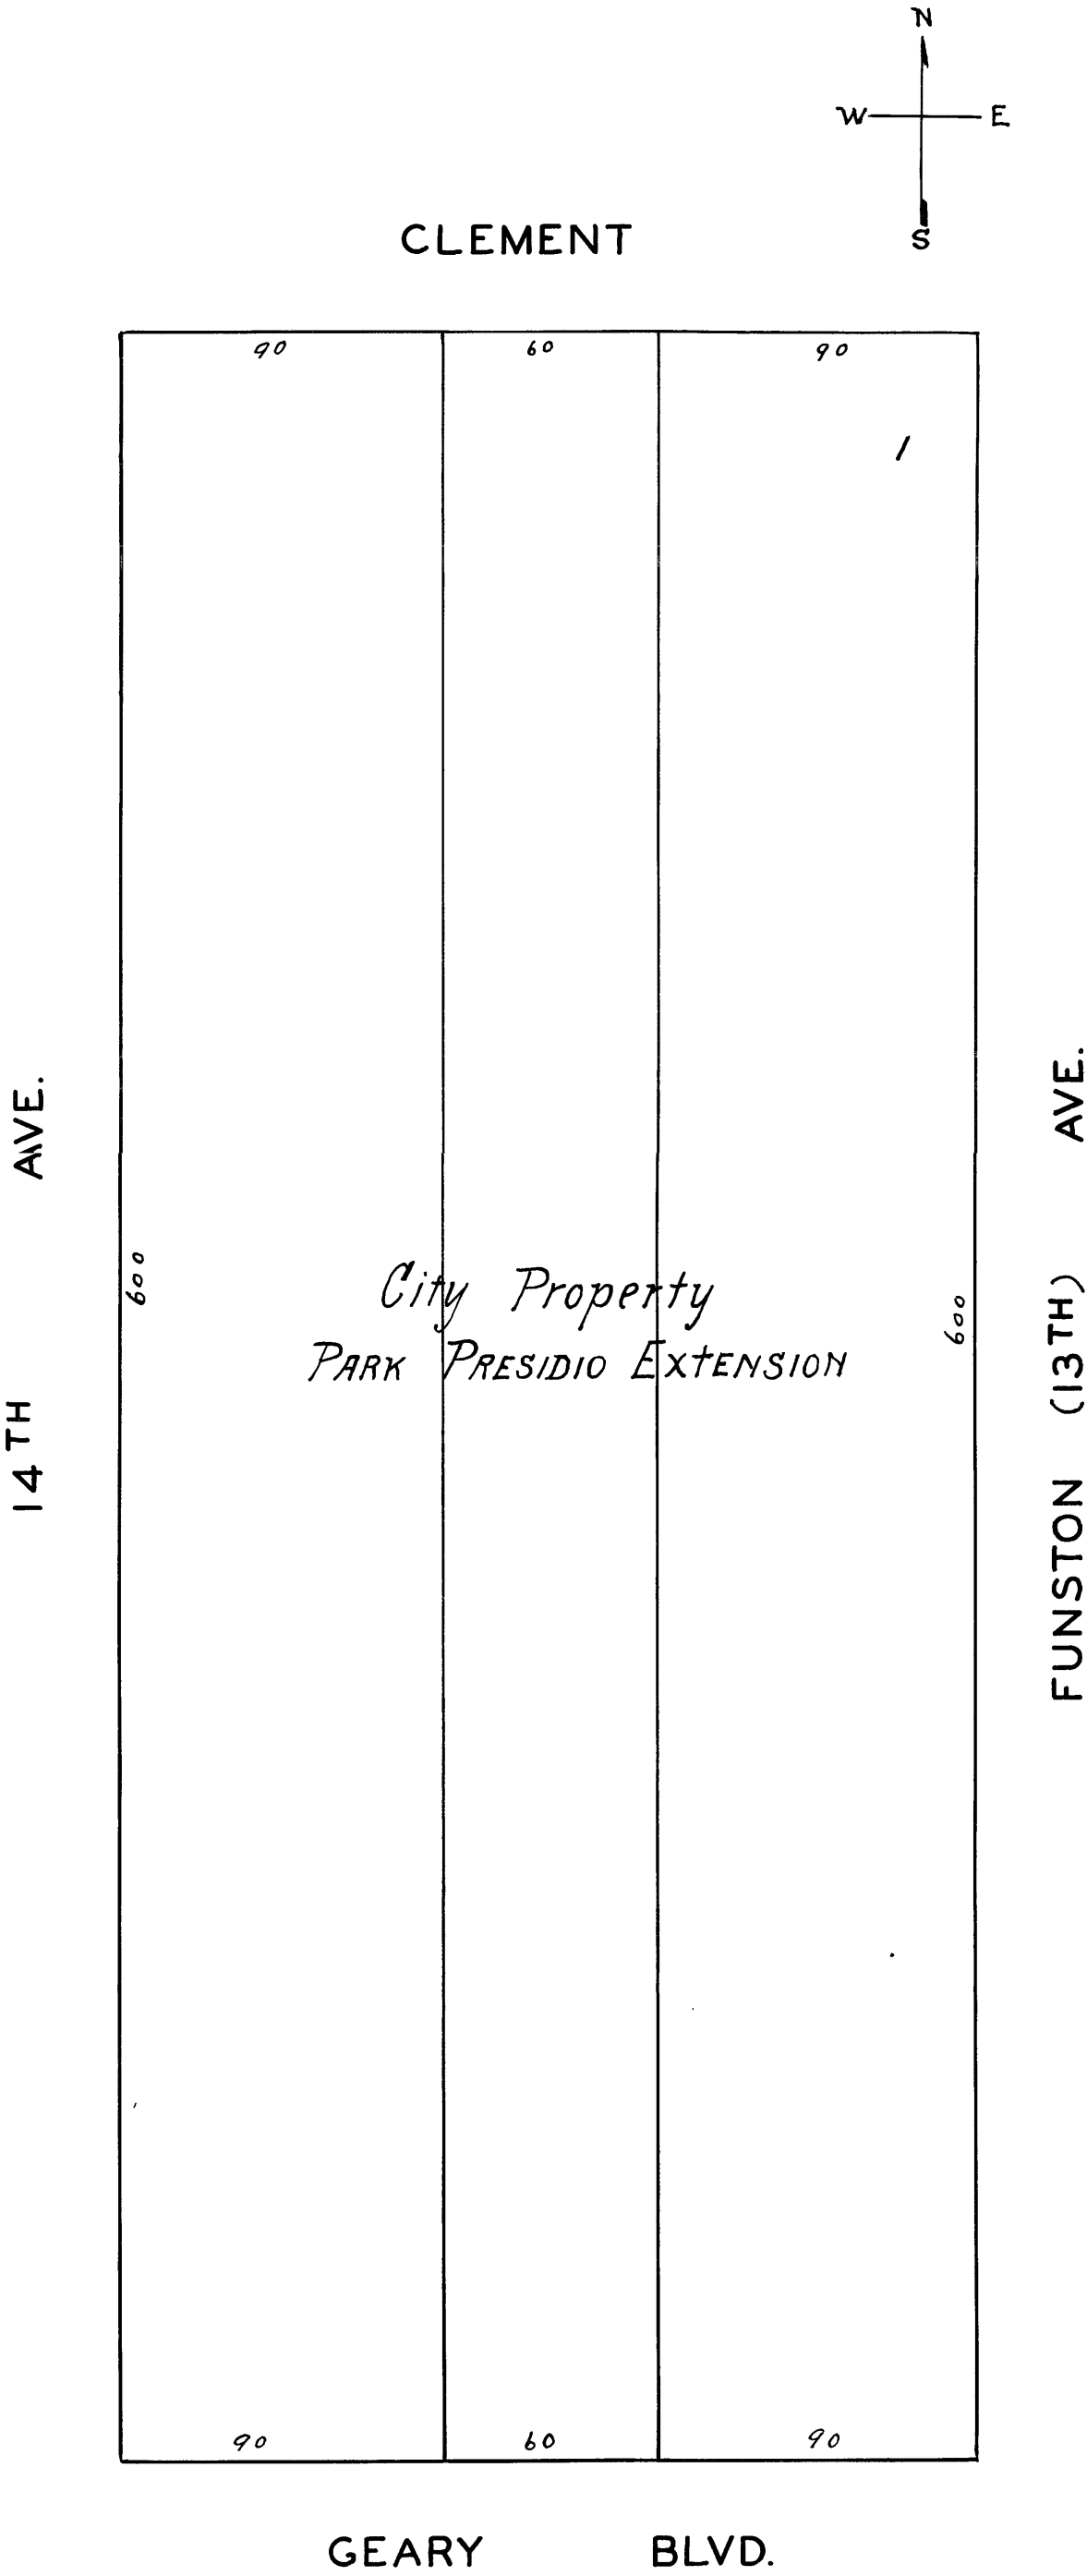 N
W E
S
CLEMENT
90 60 90
1
14TH AVE.
600
City Property
PARK PRESIDIO EXTENSION
600
FUNSTON (13TH) AVE.
90 60 90
GEARY BLVD.